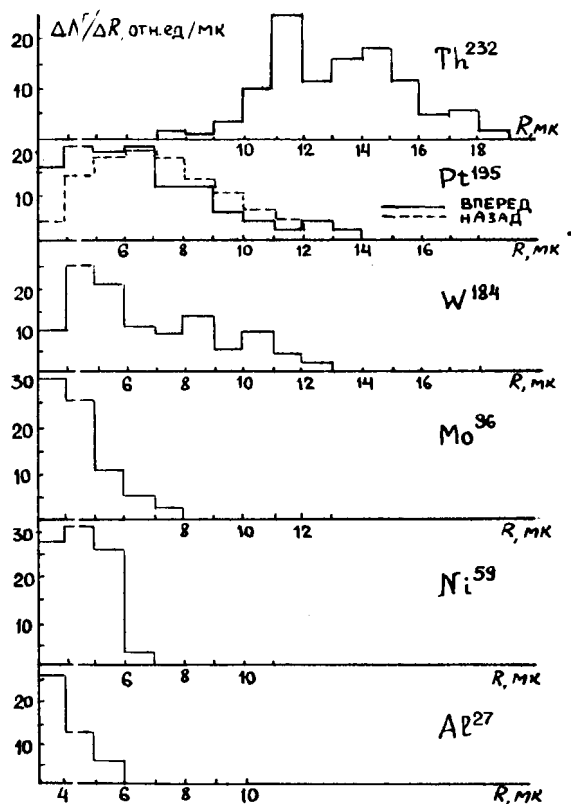 ΔN/ΔR, отн.ед/мк
20
10
Th²³²
10 12 14 16 18 R, мк
20
10
Pt¹⁹⁵
ВПЕРЕД
НАЗАД
6 8 10 12 14 16 R, мк
20
10
W¹⁸⁴
6 8 10 12 14 16 R, мк
30
20
10
Mo⁹⁶
4 6 8 10 12 R, мк
30
20
10
Ni⁵⁹
6 8 10 R, мк
20
10
Al²⁷
4 6 8 10 R, мк